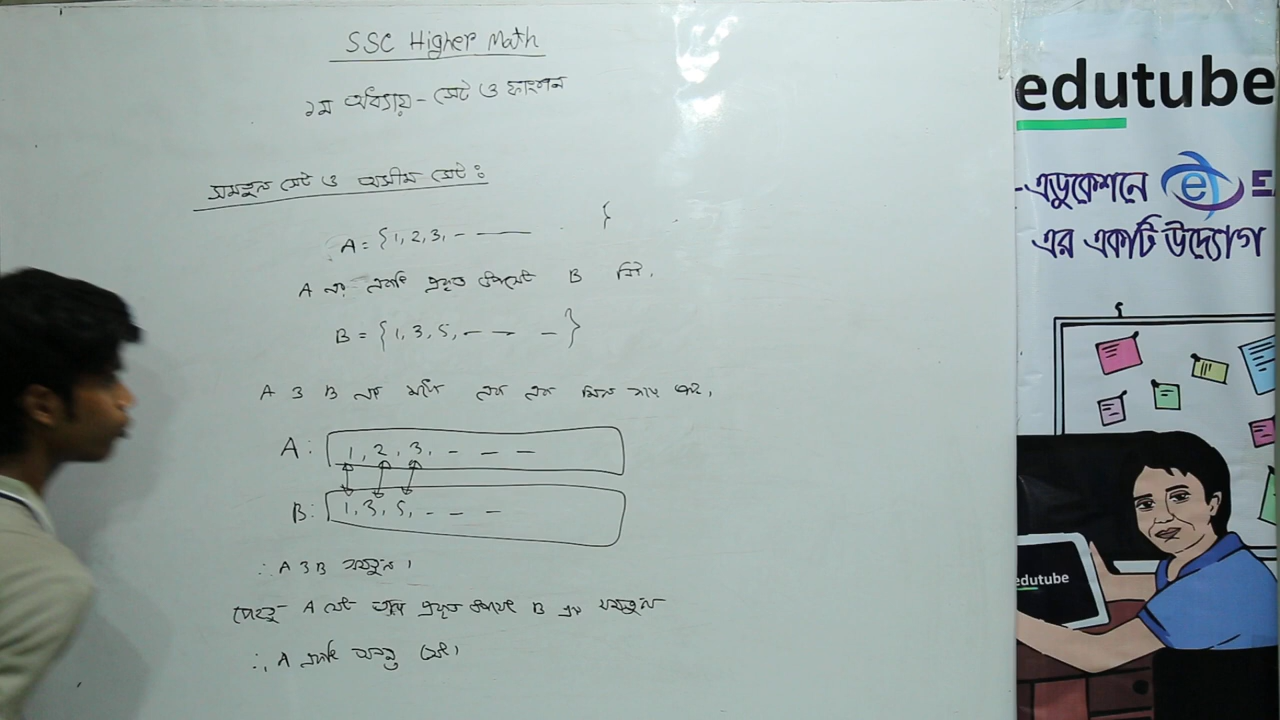 SSC Higher Math
১ম অধ্যায় - সেট ও ফাংশন
সমতুল সেট ও অসীম সেট :
A = {1, 2, 3, - —— }
A এর একটি প্রকৃত উপসেট B নিই,
B = {1, 3, 5, - — - }
A ও B এর মধ্যে এক এক মিল করি,
A: 1, 2, 3, - - -
B: 1, 3, 5, - - -
∴ A ও B সমতুল।
যেহেতু A সেট তার প্রকৃত উপসেট B এর সমতুল
∴ A একটি অনন্ত সেট।
edutube
-এডুকেশনে
এর একটি উদ্যোগ
edutube